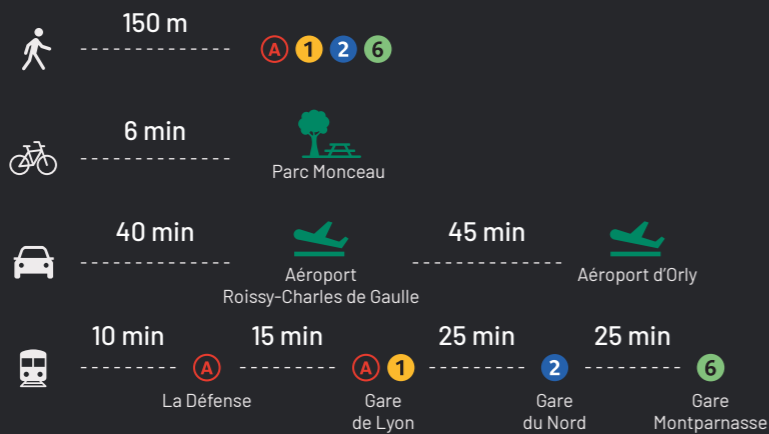 150 m
A 1 2 6
6 min
Parc Monceau
40 min
Aéroport
Roissy-Charles de Gaulle
45 min
Aéroport d'Orly
10 min
A
La Défense
15 min
A 1
Gare
de Lyon
25 min
2
Gare
du Nord
25 min
6
Gare
Montparnasse